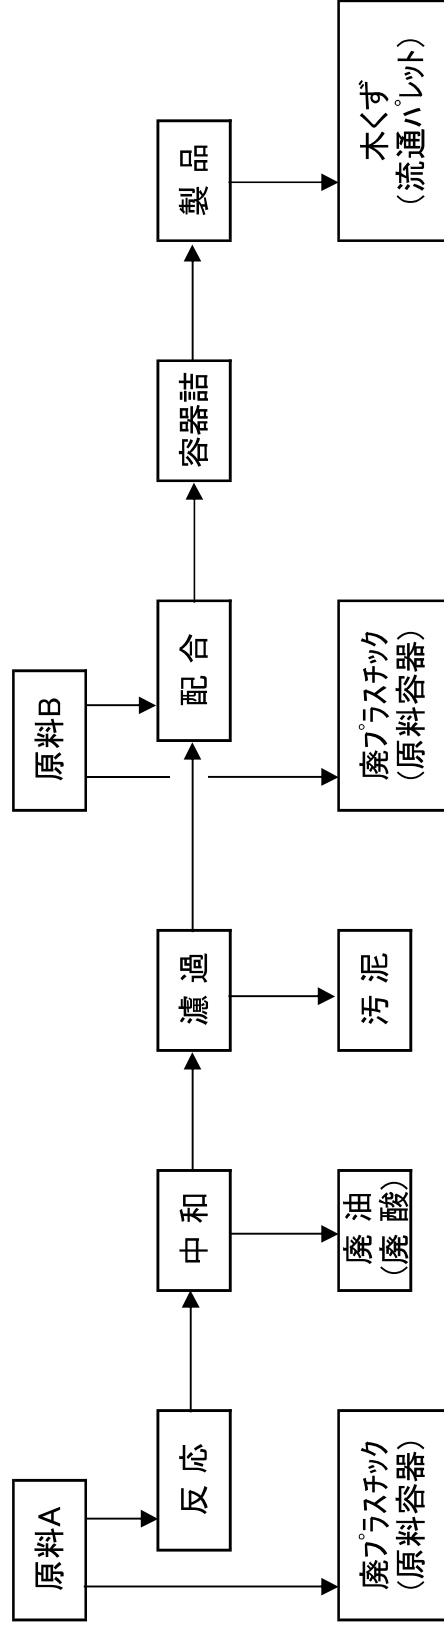 原料A
原料B
反 応
中 和
濾 過
配 合
容器詰
製 品
廃プラスチック
(原料容器)
廃 油
(廃 酸)
汚 泥
廃プラスチック
(原料容器)
木くず
(流通パレット)